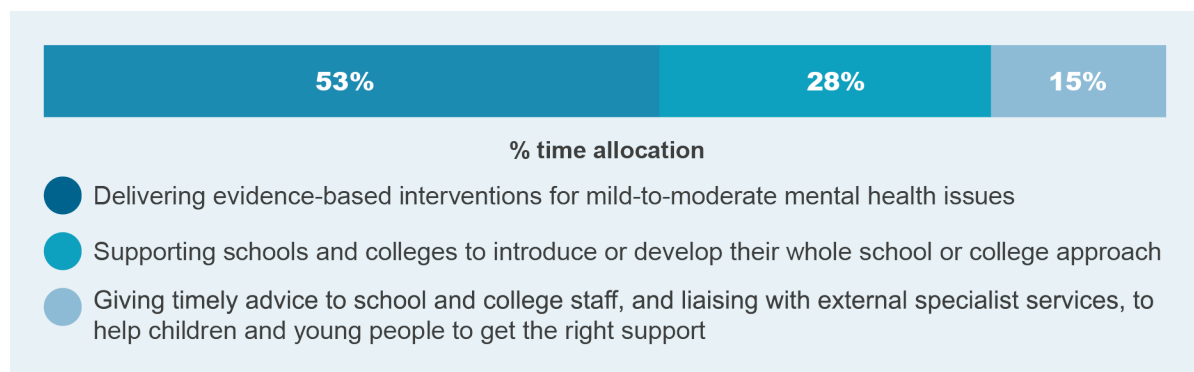 53% 28% 15%
% time allocation
Delivering evidence-based interventions for mild-to-moderate mental health issues
Supporting schools and colleges to introduce or develop their whole school or college approach
Giving timely advice to school and college staff, and liaising with external specialist services, to
help children and young people to get the right support